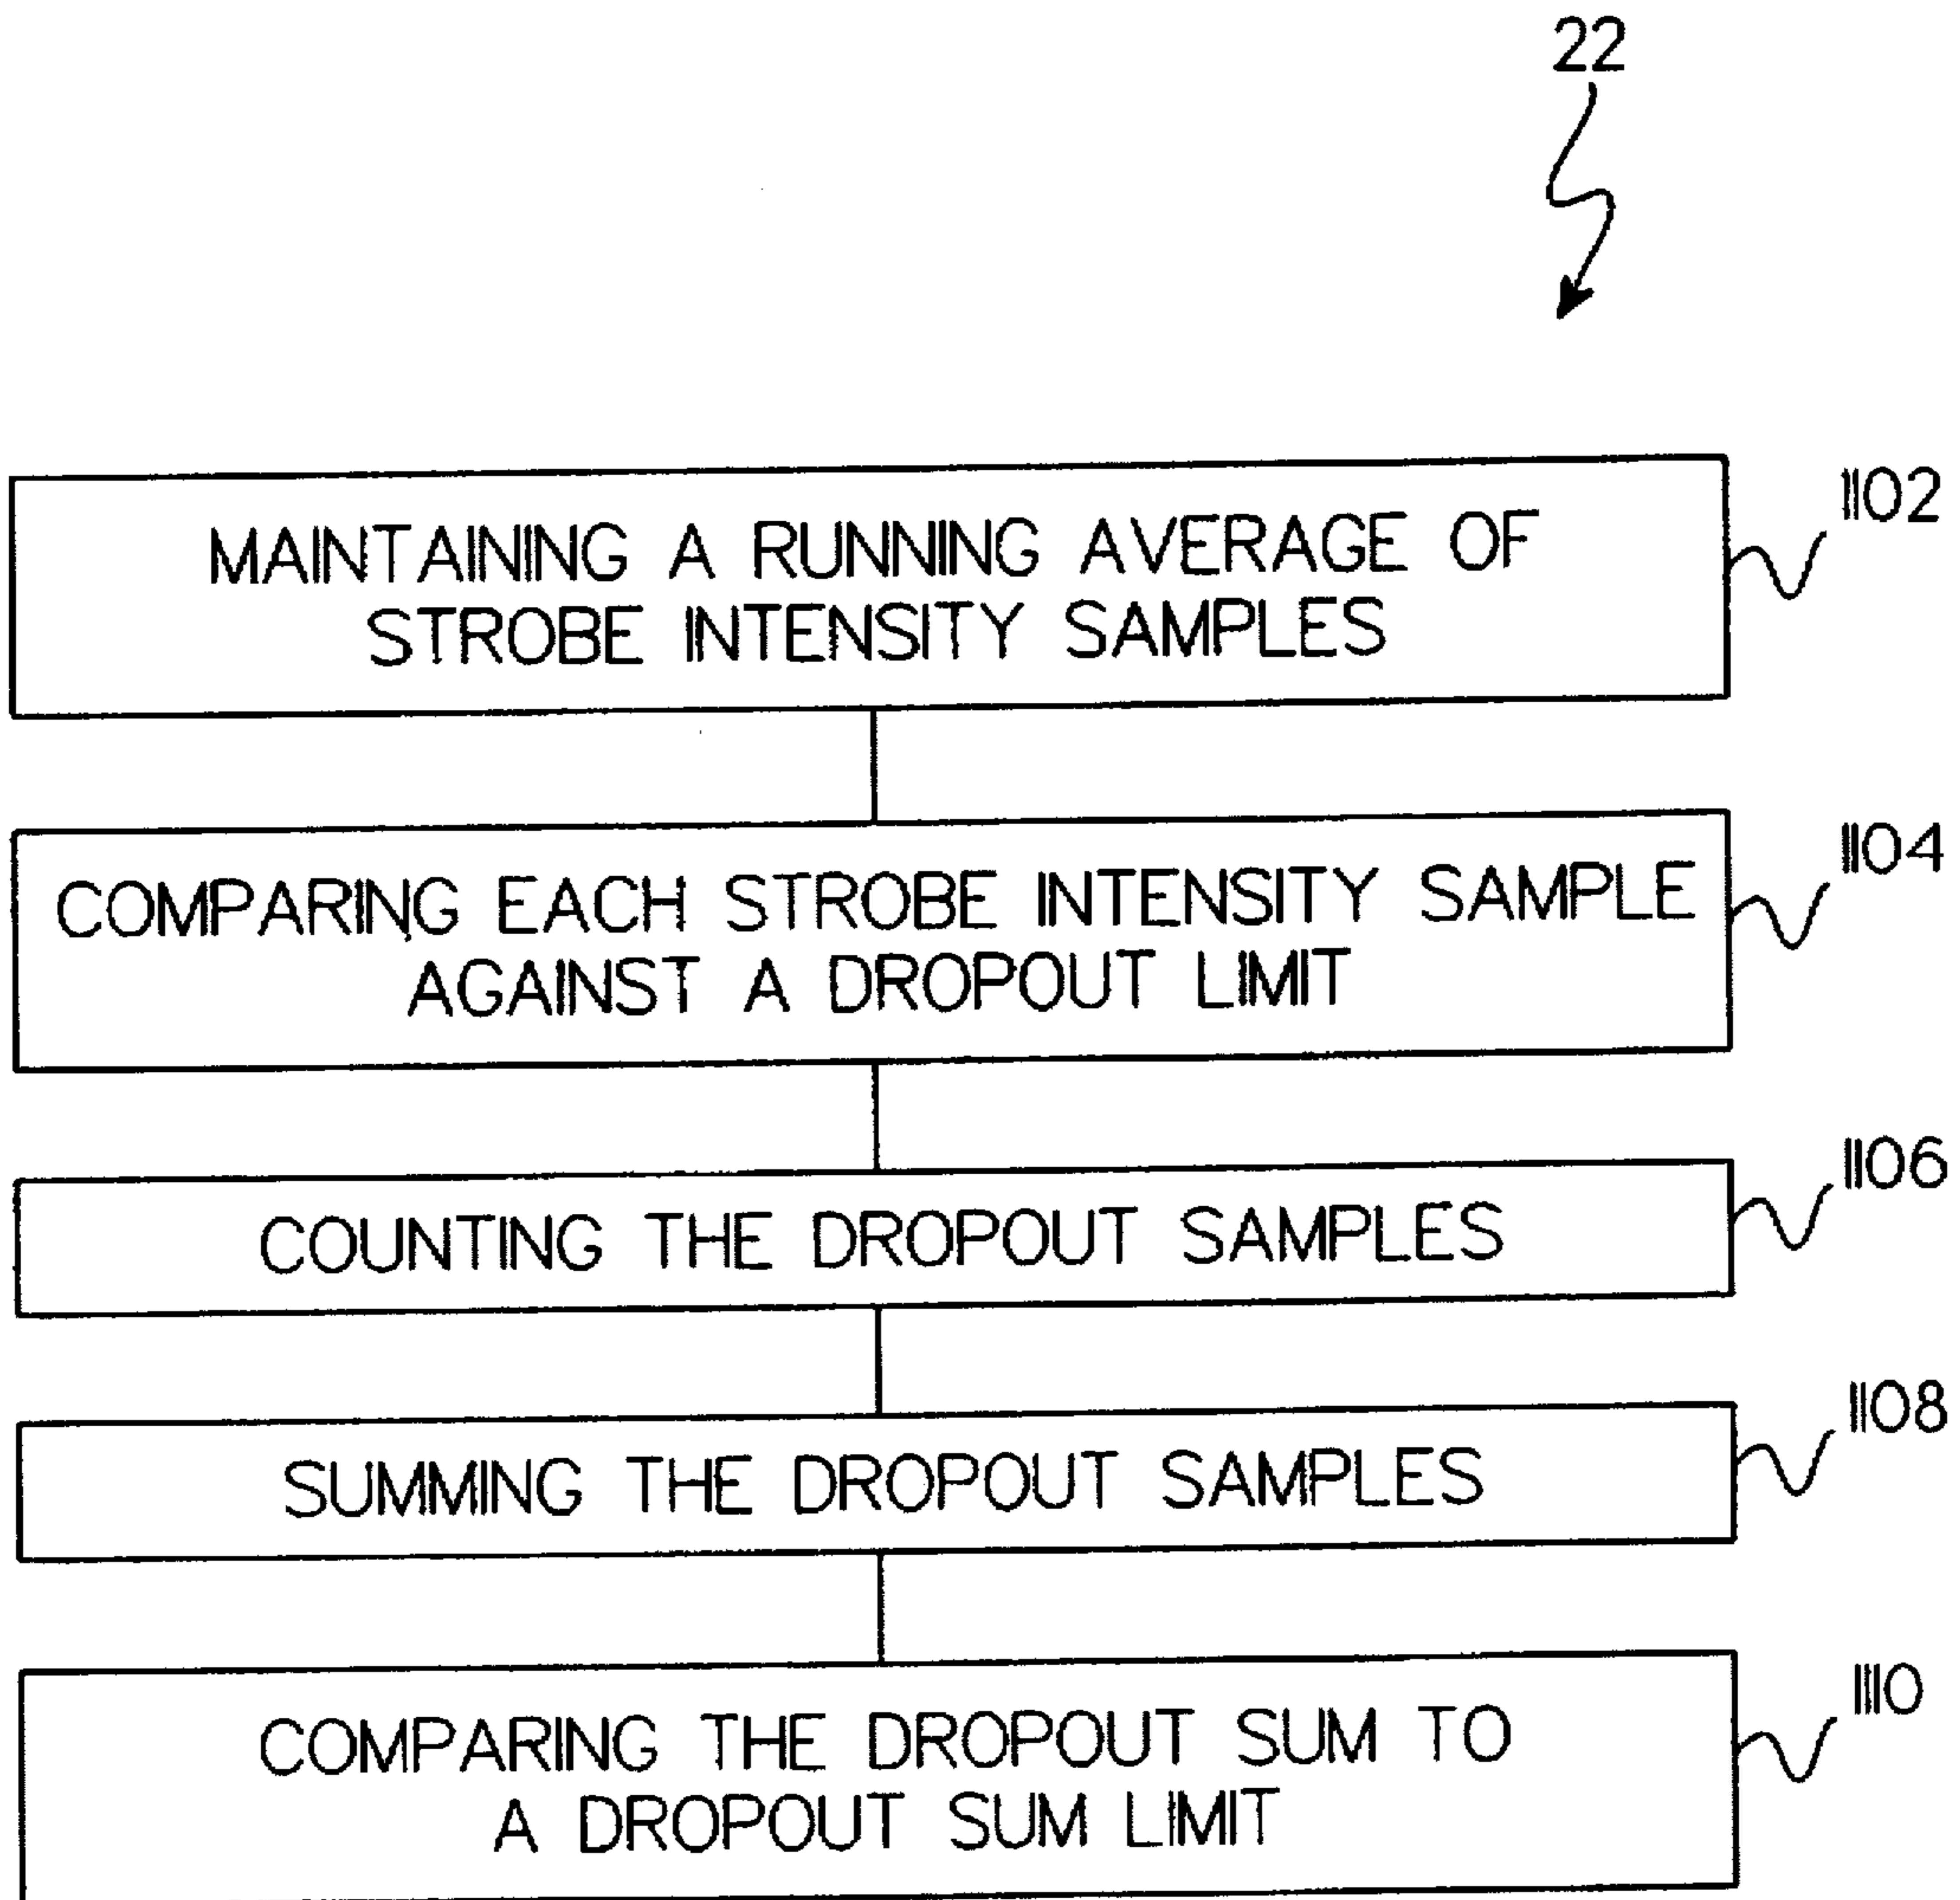 22
MAINTAINING A RUNNING AVERAGE OF
STROBE INTENSITY SAMPLES
1102
COMPARING EACH STROBE INTENSITY SAMPLE
AGAINST A DROPOUT LIMIT
1104
COUNTING THE DROPOUT SAMPLES
1106
SUMMING THE DROPOUT SAMPLES
1108
COMPARING THE DROPOUT SUM TO
A DROPOUT SUM LIMIT
1110